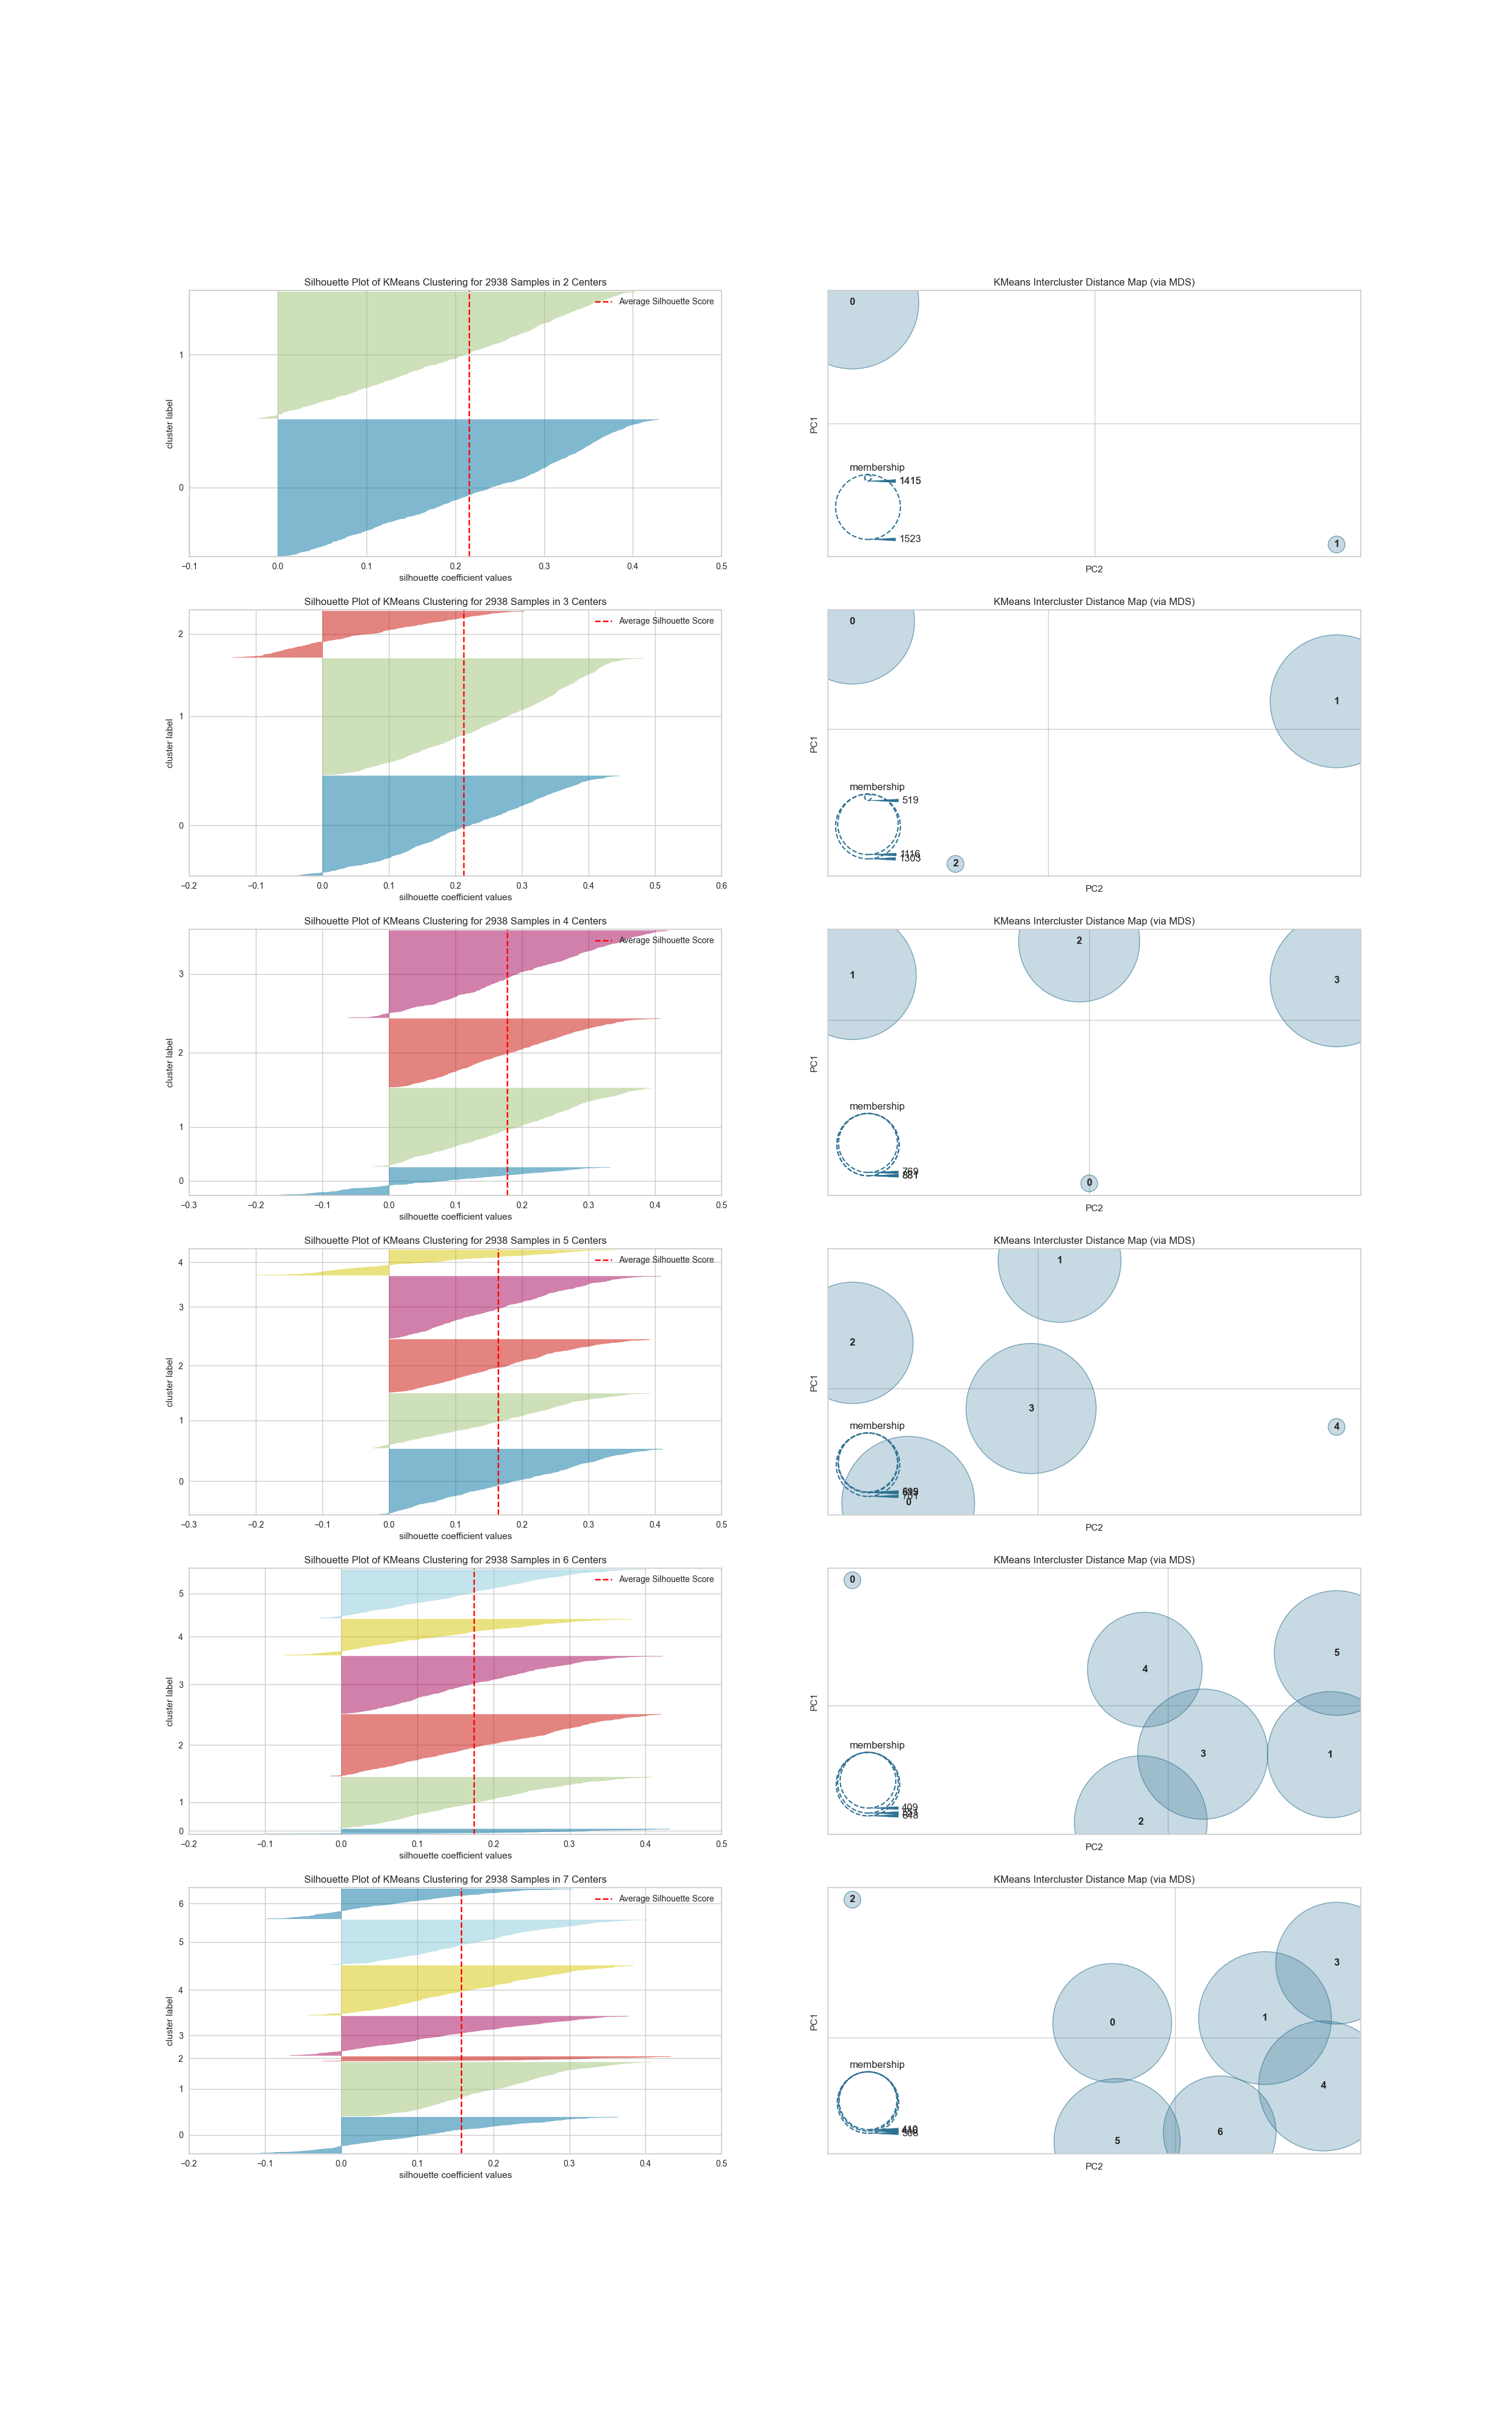 Silhouette Plot of KMeans Clustering for 2938 Samples in 2 Centers
Average Silhouette Score
cluster label
1
0
−0.1 0.0 0.1 0.2 0.3 0.4 0.5
silhouette coefficient values
KMeans Intercluster Distance Map (via MDS)
0
PC1
membership
1415
1523
1
PC2
Silhouette Plot of KMeans Clustering for 2938 Samples in 3 Centers
Average Silhouette Score
cluster label
2
1
0
−0.2 −0.1 0.0 0.1 0.2 0.3 0.4 0.5 0.6
silhouette coefficient values
KMeans Intercluster Distance Map (via MDS)
0
1
PC1
membership
519
1116
1303
2
PC2
Silhouette Plot of KMeans Clustering for 2938 Samples in 4 Centers
Average Silhouette Score
cluster label
3
2
1
0
−0.3 −0.2 −0.1 0.0 0.1 0.2 0.3 0.4 0.5
silhouette coefficient values
KMeans Intercluster Distance Map (via MDS)
2
1
3
PC1
membership
769
881
0
PC2
Silhouette Plot of KMeans Clustering for 2938 Samples in 5 Centers
Average Silhouette Score
cluster label
4
3
2
1
0
−0.3 −0.2 −0.1 0.0 0.1 0.2 0.3 0.4 0.5
silhouette coefficient values
KMeans Intercluster Distance Map (via MDS)
1
2
PC1
3
membership
4
0
PC2
Silhouette Plot of KMeans Clustering for 2938 Samples in 6 Centers
Average Silhouette Score
cluster label
5
4
3
2
1
0
−0.2 −0.1 0.0 0.1 0.2 0.3 0.4 0.5
silhouette coefficient values
KMeans Intercluster Distance Map (via MDS)
0
5
4
PC1
membership
3
1
409
2
PC2
Silhouette Plot of KMeans Clustering for 2938 Samples in 7 Centers
Average Silhouette Score
cluster label
6
5
4
3
2
1
0
−0.2 −0.1 0.0 0.1 0.2 0.3 0.4 0.5
silhouette coefficient values
KMeans Intercluster Distance Map (via MDS)
2
3
1
0
PC1
membership
4
6
5
PC2